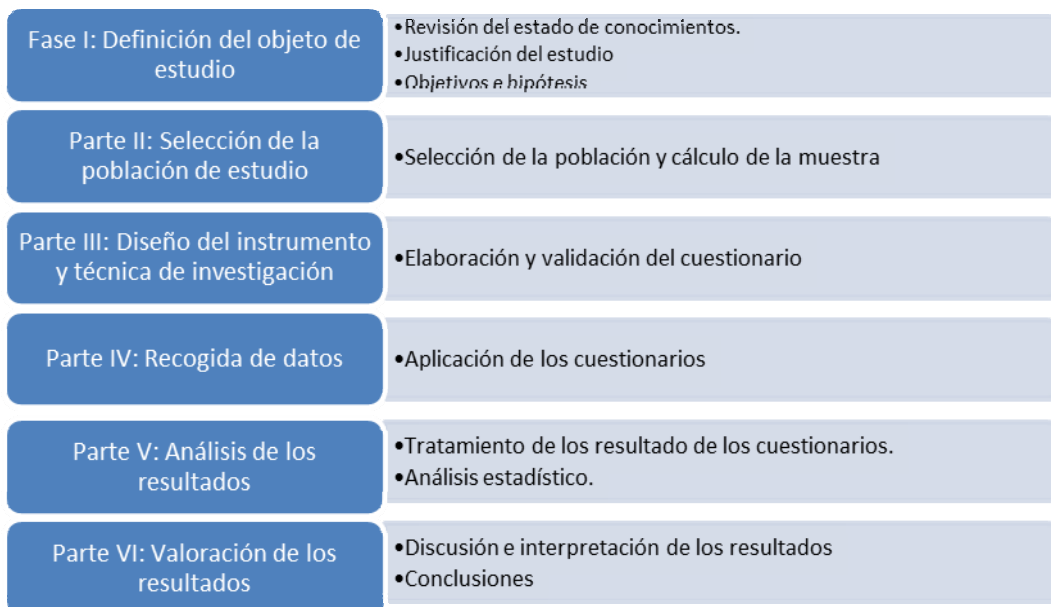 Fase I: Definición del objeto de
estudio
•Revisión del estado de conocimientos.
•Justificación del estudio
•Objetivos e hipótesis
Parte II: Selección de la
población de estudio
•Selección de la población y cálculo de la muestra
Parte III: Diseño del instrumento
y técnica de investigación
•Elaboración y validación del cuestionario
Parte IV: Recogida de datos
•Aplicación de los cuestionarios
Parte V: Análisis de los
resultados
•Tratamiento de los resultado de los cuestionarios.
•Análisis estadístico.
Parte VI: Valoración de los
resultados
•Discusión e interpretación de los resultados
•Conclusiones